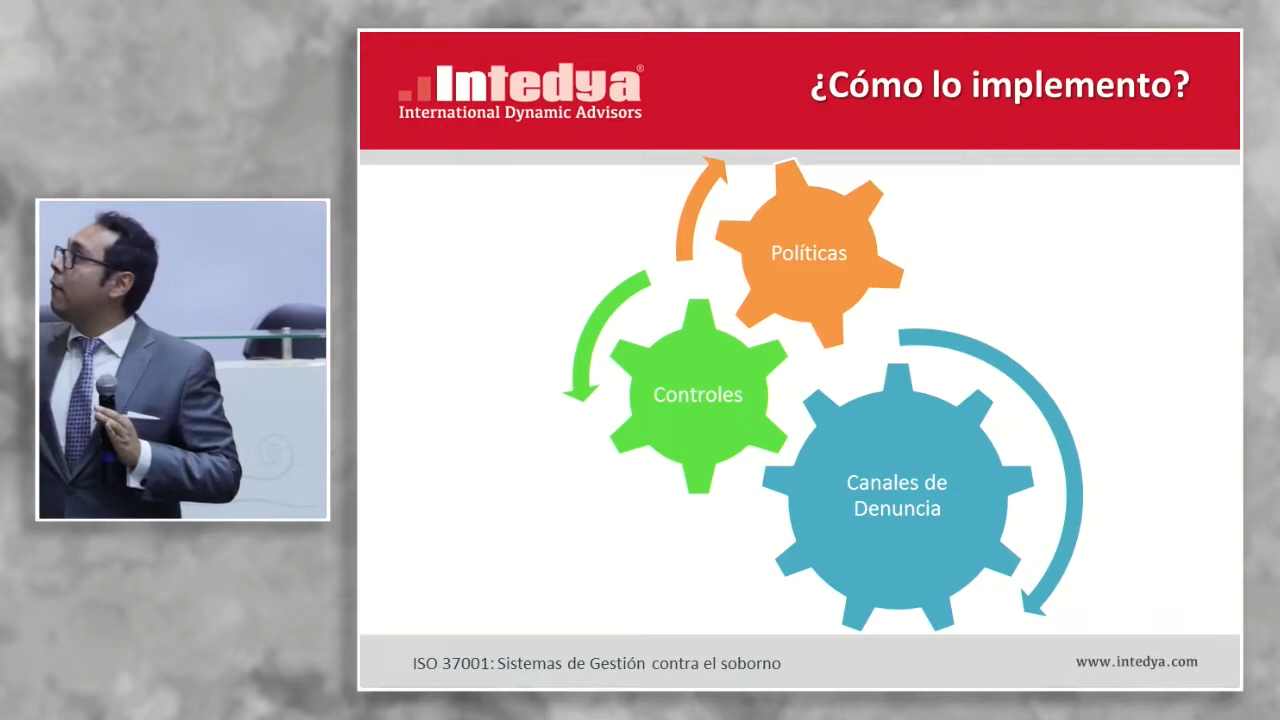 Intedya®
International Dynamic Advisors
¿Cómo lo implemento?
Políticas
Controles
Canales de
Denuncia
ISO 37001: Sistemas de Gestión contra el soborno
www.intedya.com